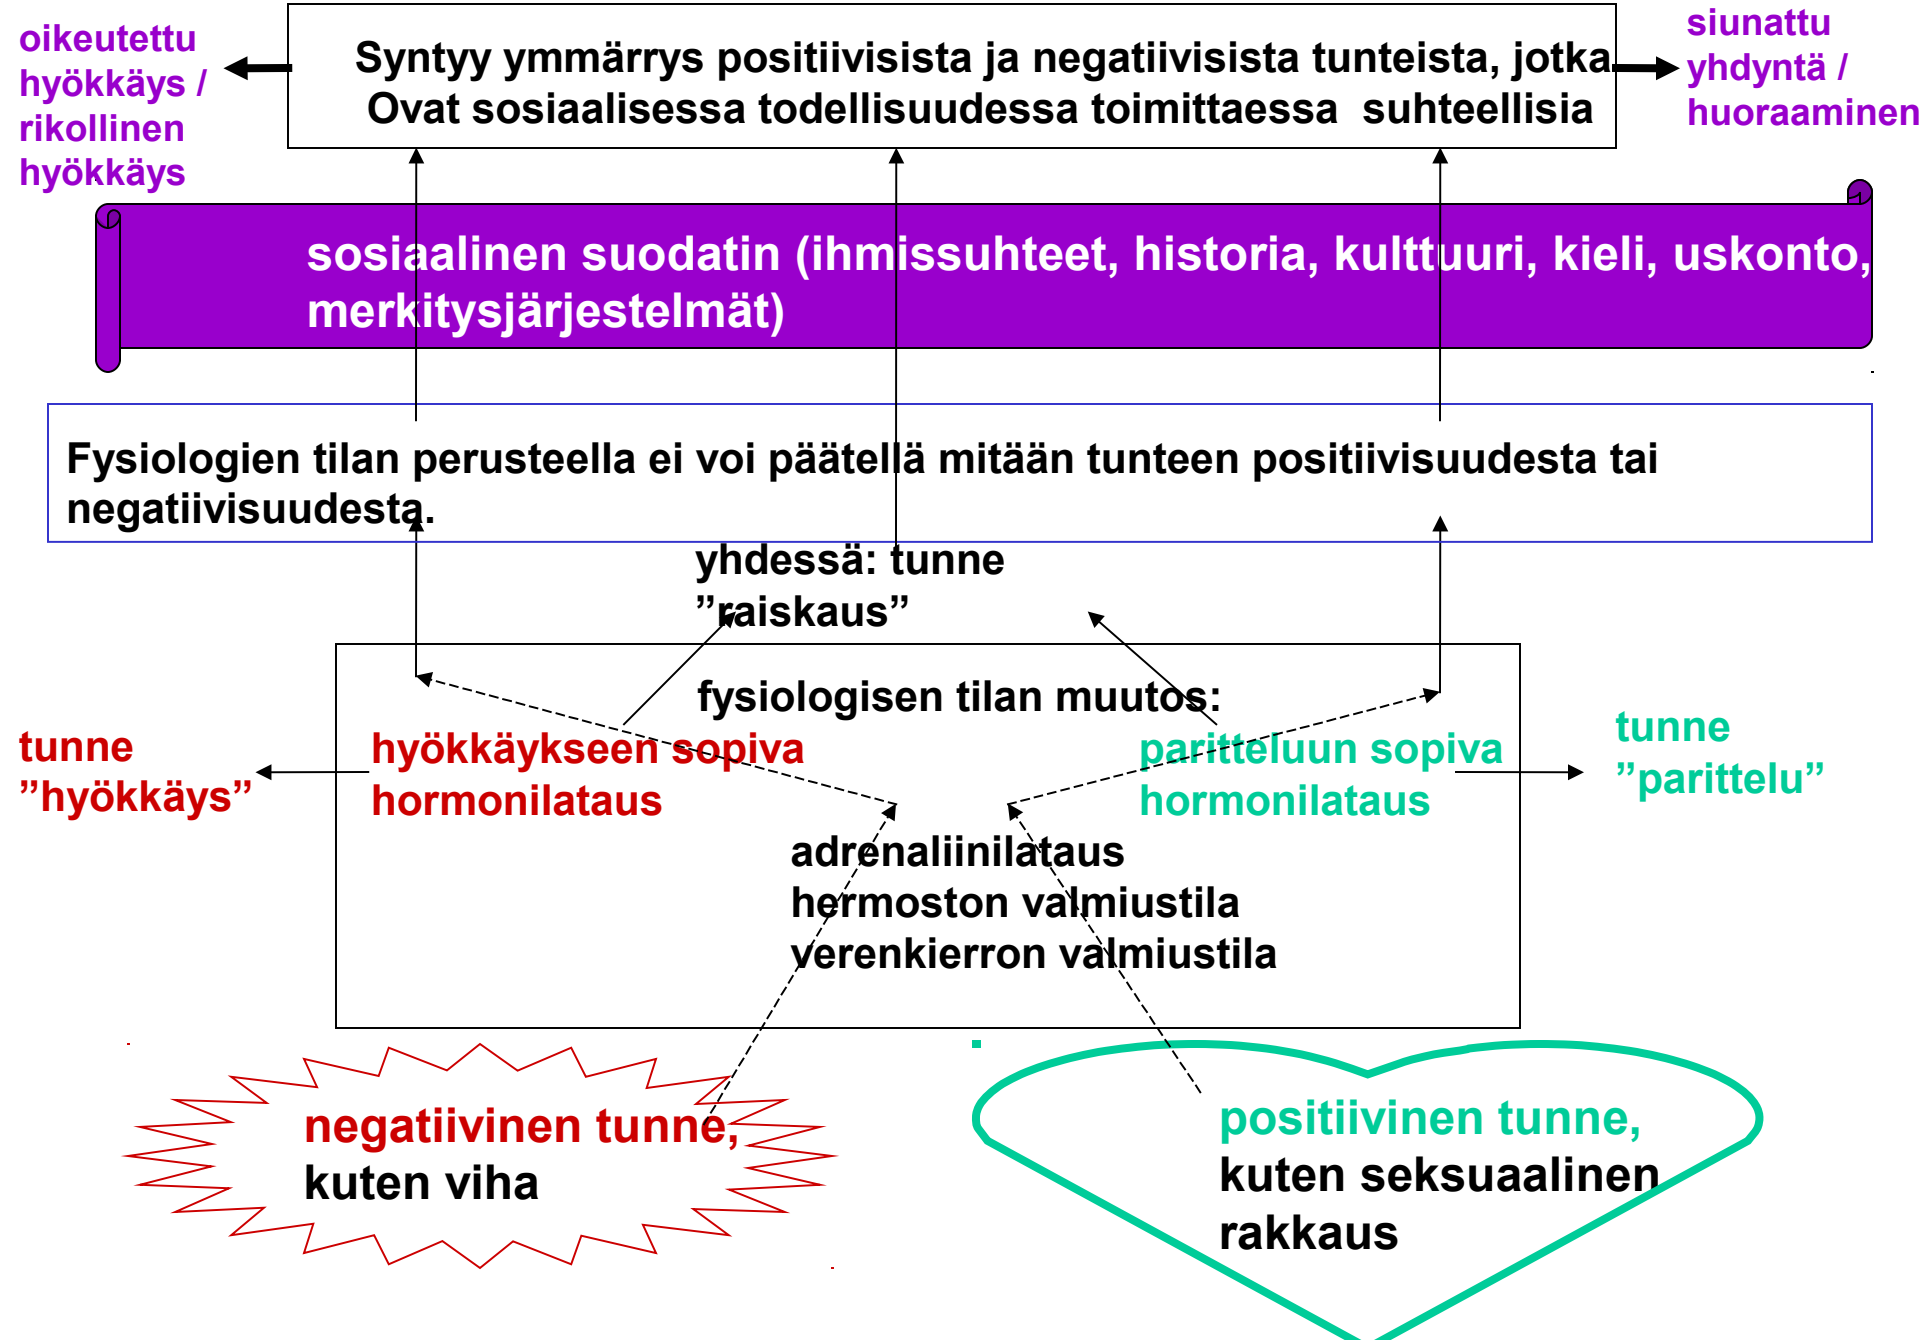 oikeutettu
hyökkäys /
rikollinen
hyökkäys
Syntyy ymmärrys positiivisista ja negatiivisista tunteista, jotka
Ovat sosiaalisessa todellisuudessa toimittaessa  suhteellisia
siunattu
yhdyntä /
huoraaminen
sosiaalinen suodatin (ihmissuhteet, historia, kulttuuri, kieli, uskonto,
merkitysjärjestelmät)
Fysiologien tilan perusteella ei voi päätellä mitään tunteen positiivisuudesta tai
negatiivisuudesta.
yhdessä: tunne
”raiskaus”
fysiologisen tilan muutos:
tunne
”hyökkäys”
hyökkäykseen sopiva
hormonilataus
paritteluun sopiva
hormonilataus
tunne
”parittelu”
adrenaliinilataus
hermoston valmiustila
verenkierron valmiustila
negatiivinen tunne,
kuten viha
positiivinen tunne,
kuten seksuaalinen
rakkaus